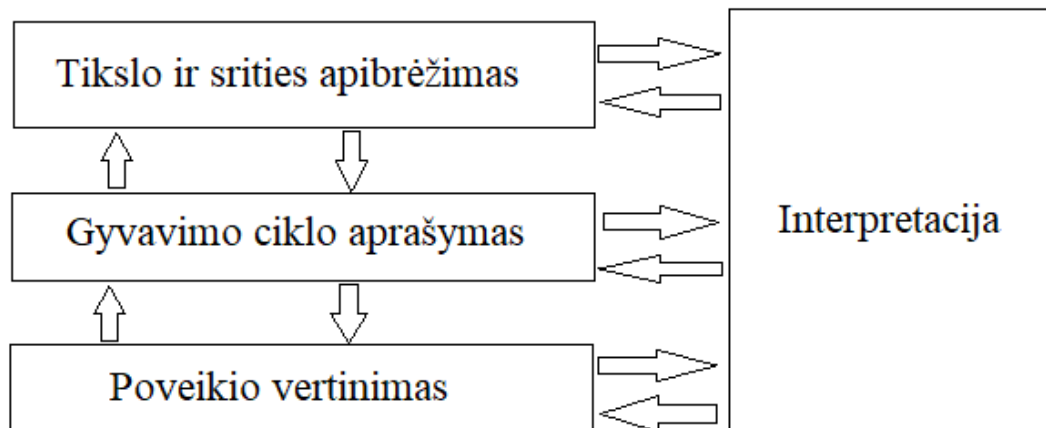 Tikslo ir srities apibrėžimas
Gyvavimo ciklo aprašymas
Interpretacija
Poveikio vertinimas